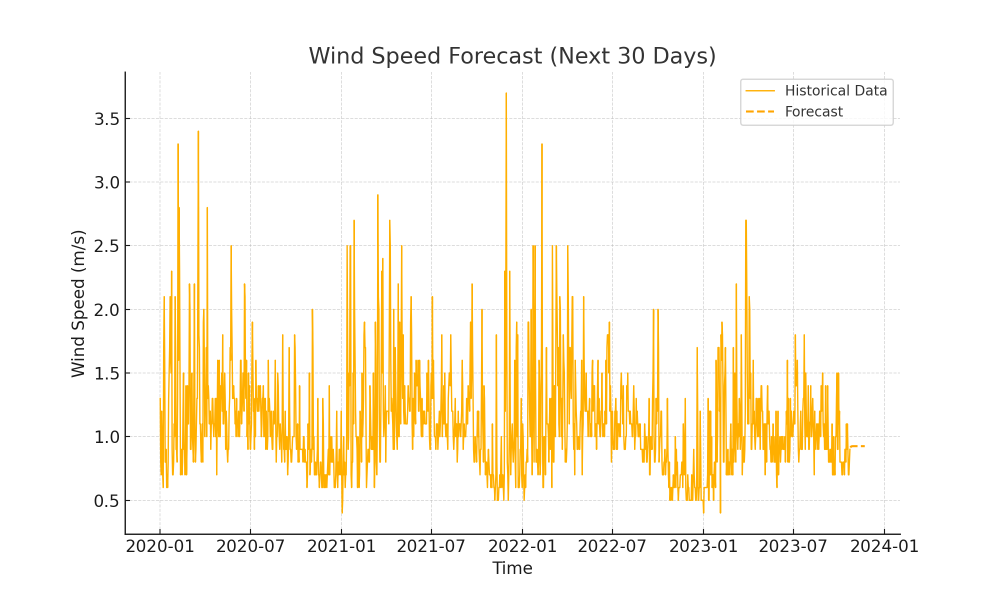 Wind Speed Forecast (Next 30 Days)
Historical Data
Forecast
Wind Speed (m/s)
3.5
3.0
2.5
2.0
1.5
1.0
0.5
2020-01 2020-07 2021-01 2021-07 2022-01 2022-07 2023-01 2023-07 2024-01
Time